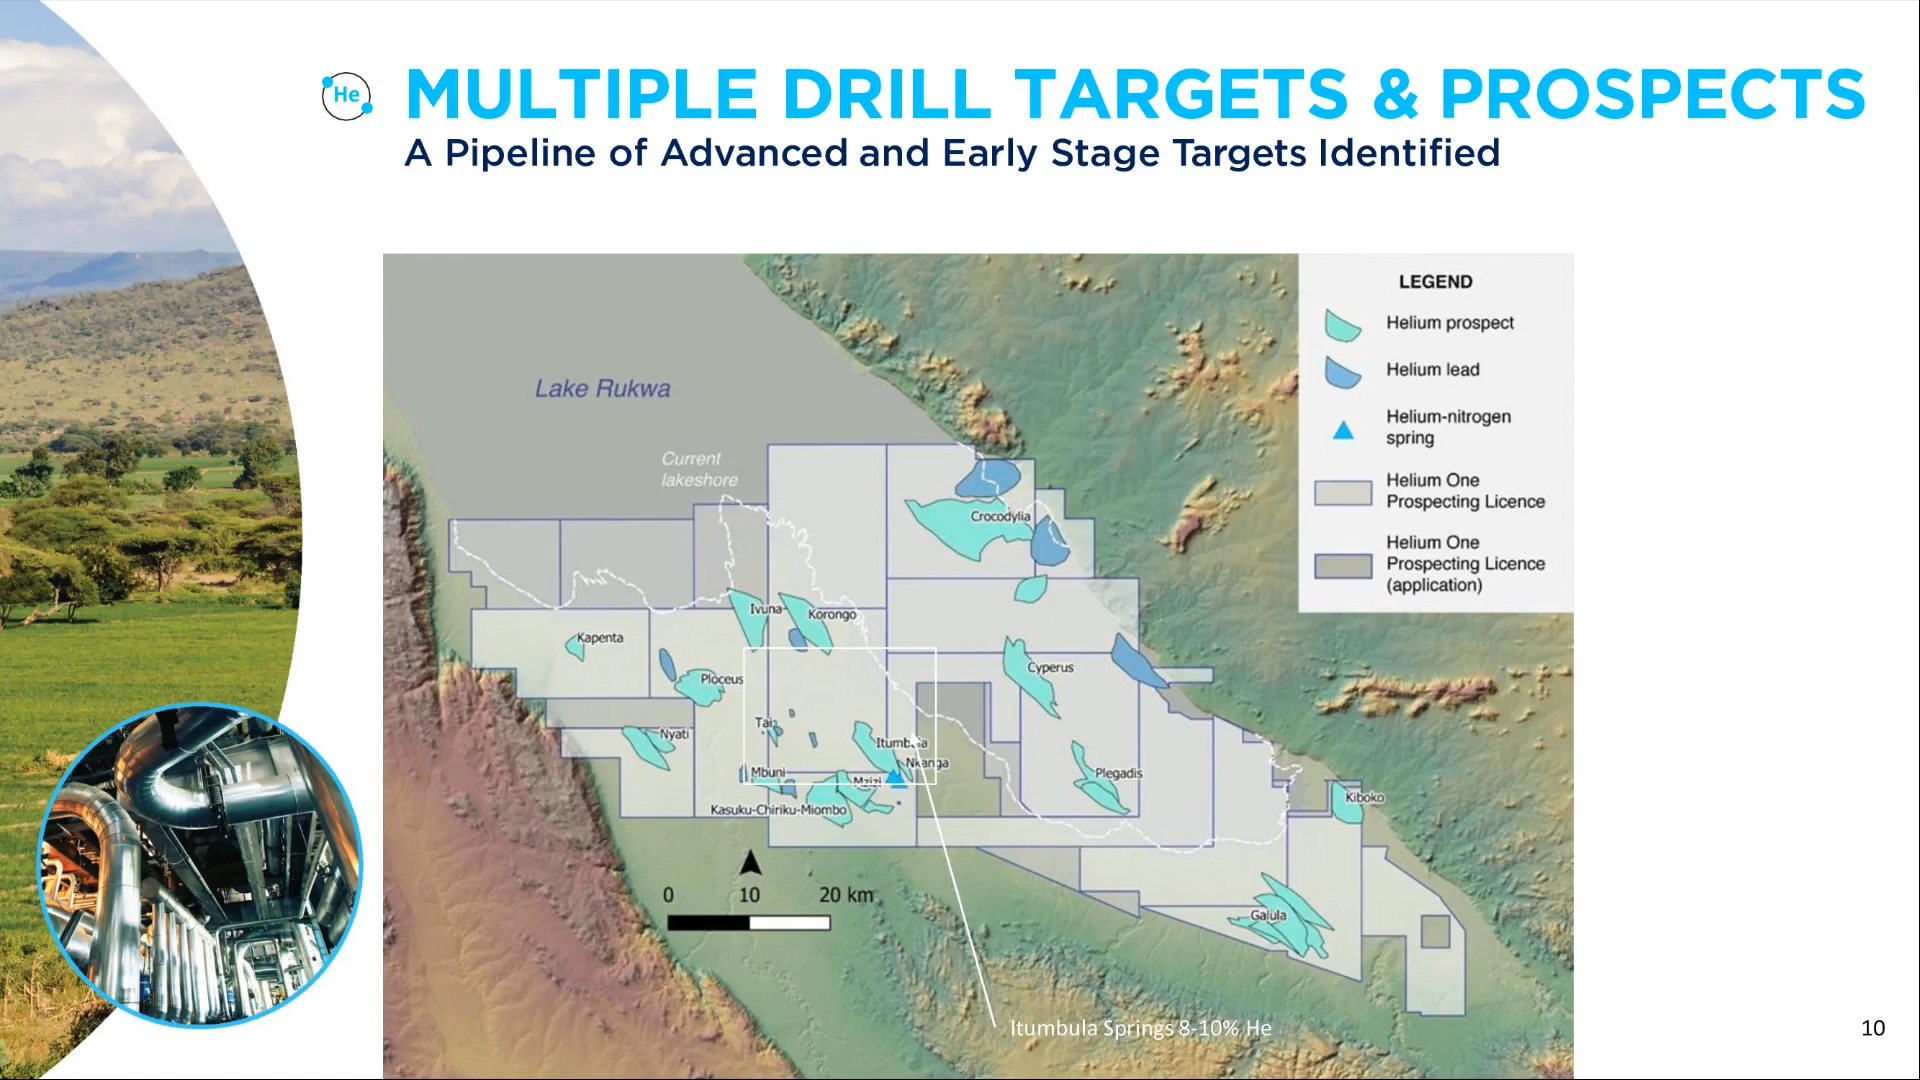 He
MULTIPLE DRILL TARGETS & PROSPECTS
A Pipeline of Advanced and Early Stage Targets Identified
LEGEND
Helium prospect
Helium lead
Helium-nitrogen
spring
Helium One
Prospecting Licence
Helium One
Prospecting Licence
(application)
Lake Rukwa
Current
lakeshore
Crocodylia
Ivuna
Korongo
Kapenta
Cyperus
Ploceus
Tai
Nyati
Itumbula
Nkanga
Mbuni
Mzizi
Plegadis
Kiboko
Kasuku-Chiriku-Miombo
0 10 20 km
Galula
Itumbula Springs 8-10% He
10